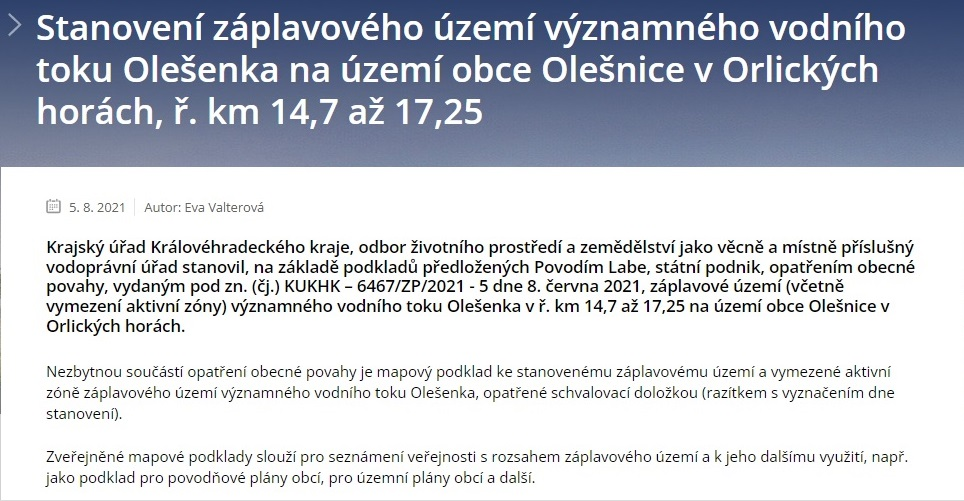 Stanovení záplavového území významného vodního
toku Olešenka na území obce Olešnice v Orlických
horách, ř. km 14,7 až 17,25
5. 8. 2021 Autor: Eva Valterová
Krajský úřad Královéhradeckého kraje, odbor životního prostředí a zemědělství jako věcně a místně příslušný
vodoprávní úřad stanovil, na základě podkladů předložených Povodím Labe, státní podnik, opatřením obecné
povahy, vydaným pod zn. (čj.) KUKHK – 6467/ZP/2021 - 5 dne 8. června 2021, záplavové území (včetně
vymezení aktivní zóny) významného vodního toku Olešenka v ř. km 14,7 až 17,25 na území obce Olešnice v
Orlických horách.
Nezbytnou součástí opatření obecné povahy je mapový podklad ke stanovenému záplavovému území a vymezené aktivní
zóně záplavového území významného vodního toku Olešenka, opatřené schvalovací doložkou (razítkem s vyznačením dne
stanovení).
Zveřejněné mapové podklady slouží pro seznámení veřejnosti s rozsahem záplavového území a k jeho dalšímu využití, např.
jako podklad pro povodňové plány obcí, pro územní plány obcí a další.